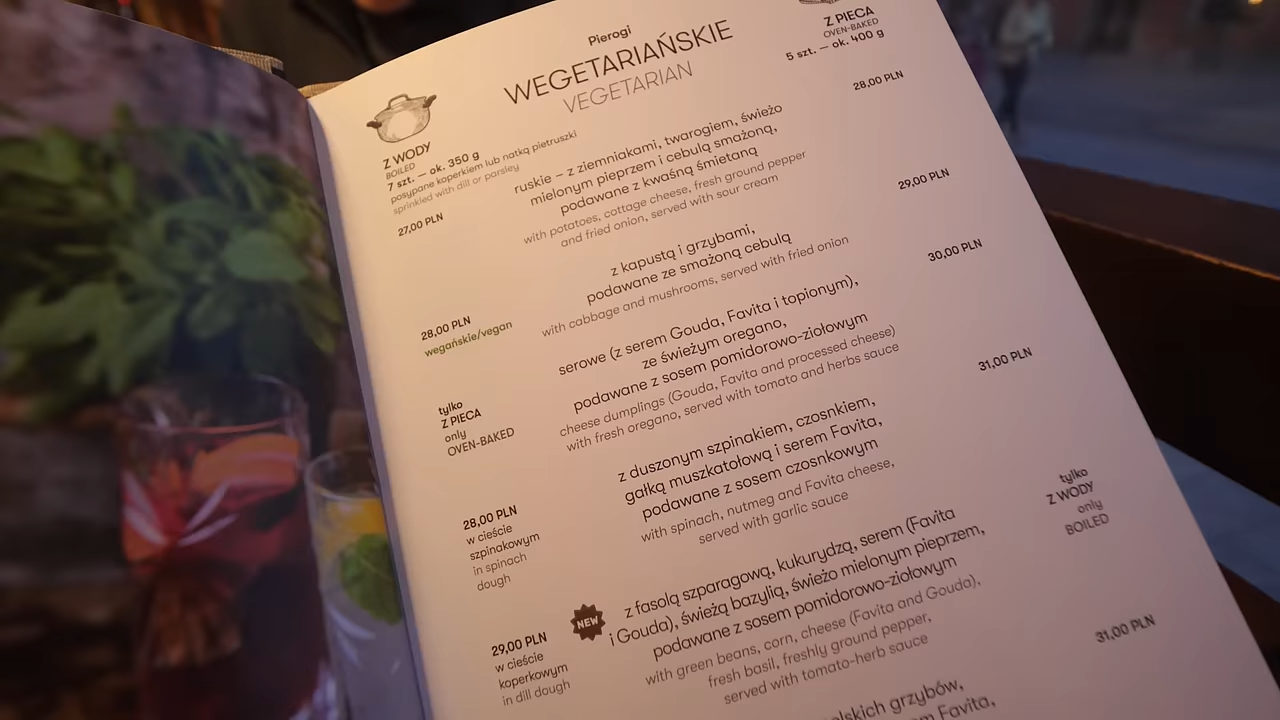 Pierogi
WEGETARIAŃSKIE
VEGETARIAN
Z WODY
BOILED
7 szt. — ok. 350 g
posypane koperkiem lub natką pietruszki
sprinkled with dill or parsley
Z PIECA
OVEN-BAKED
5 szt. — ok. 400 g
27,00 PLN
ruskie – z ziemniakami, twarogiem, świeżo
mielonym pieprzem i cebulą smażoną,
podawane z kwaśną śmietaną
with potatoes, cottage cheese, fresh ground pepper
and fried onion, served with sour cream
28,00 PLN
28,00 PLN
wegańskie/vegan
z kapustą i grzybami,
podawane ze smażoną cebulą
with cabbage and mushrooms, served with fried onion
29,00 PLN
tylko
Z PIECA
only
OVEN-BAKED
serowe (z serem Gouda, Favita i topionym),
ze świeżym oregano,
podawane z sosem pomidorowo-ziołowym
cheese dumplings (Gouda, Favita and processed cheese)
with fresh oregano, served with tomato and herbs sauce
30,00 PLN
28,00 PLN
w cieście
szpinakowym
in spinach
dough
z duszonym szpinakiem, czosnkiem,
gałką muszkatołową i serem Favita,
podawane z sosem czosnkowym
with spinach, nutmeg and Favita cheese,
served with garlic sauce
31,00 PLN
29,00 PLN
w cieście
koperkowym
in dill dough
NEW
z fasolą szparagową, kukurydzą, serem (Favita
i Gouda), świeżą bazylią, świeżo mielonym pieprzem,
podawane z sosem pomidorowo-ziołowym
with green beans, corn, cheese (Favita and Gouda),
fresh basil, freshly ground pepper,
served with tomato-herb sauce
tylko
Z WODY
only
BOILED
31,00 PLN
grzybów,
Favita,